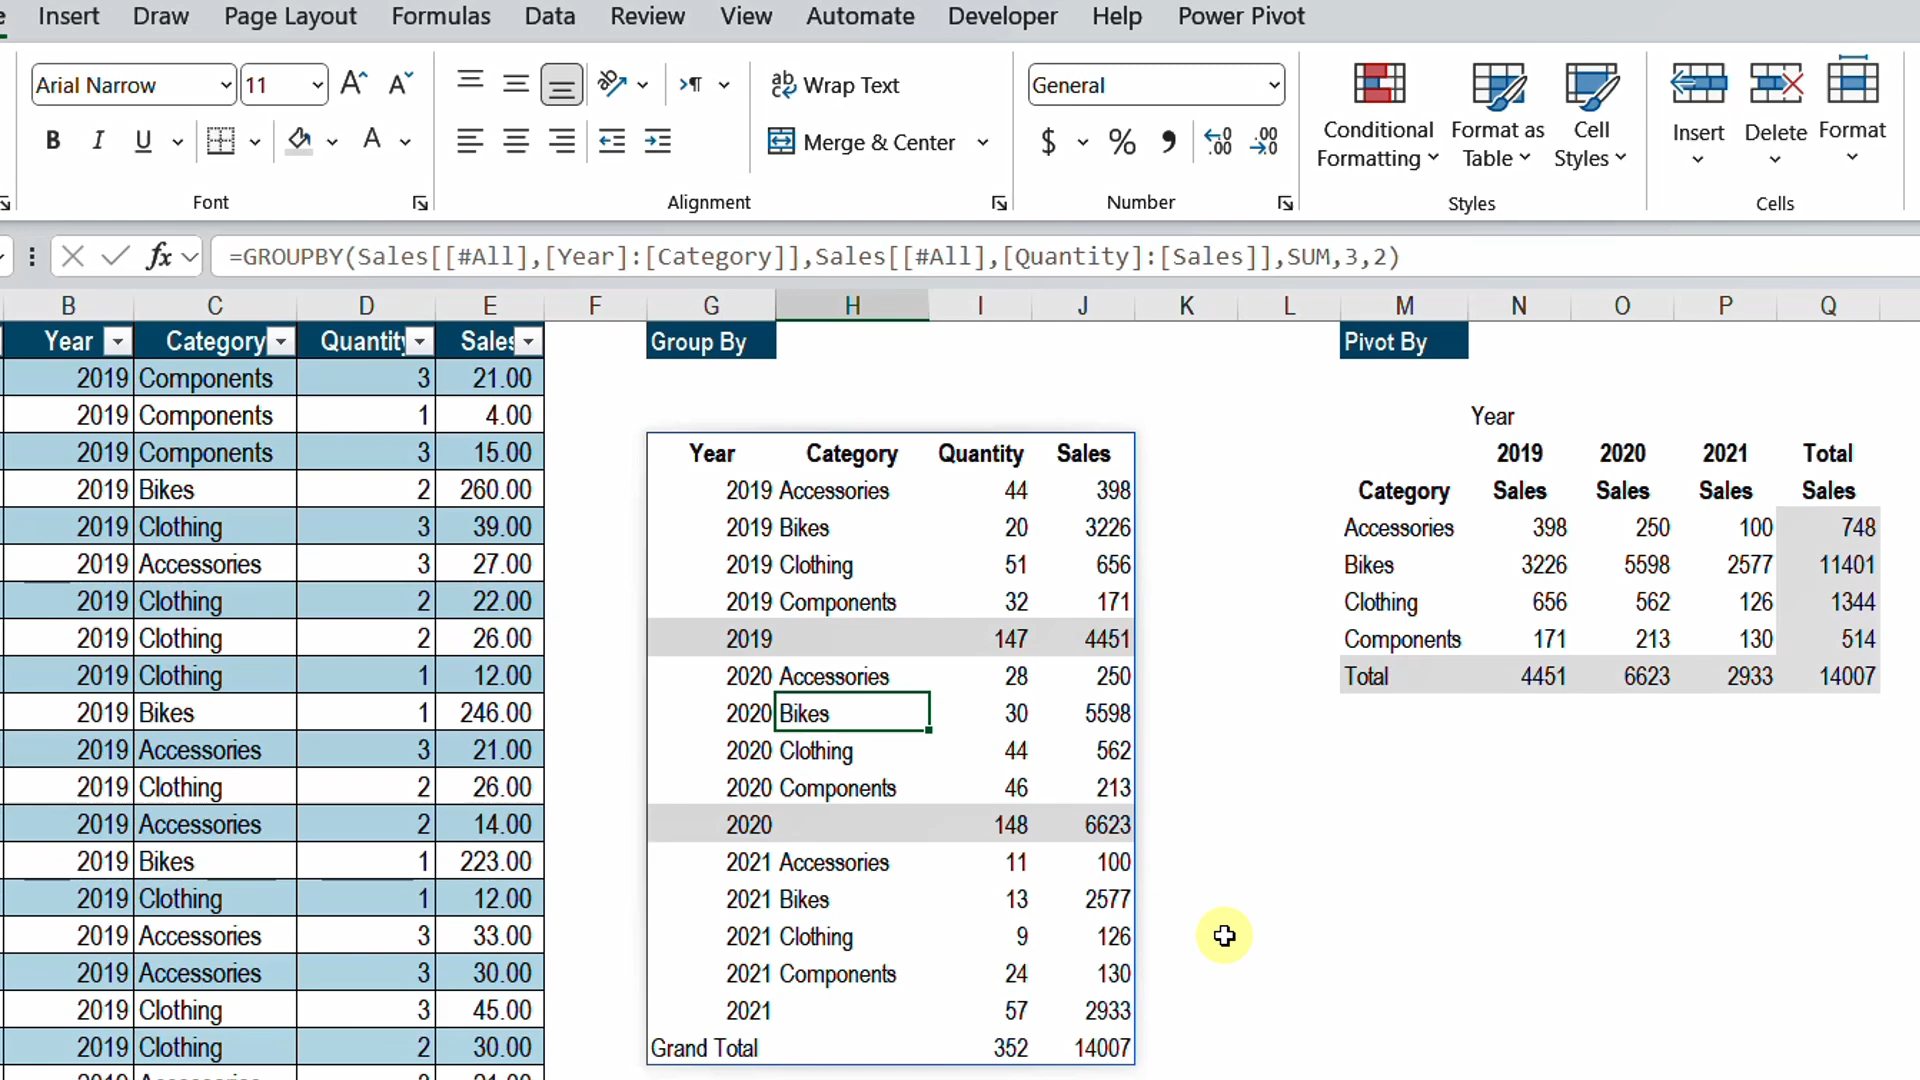 Insert Draw Page Layout Formulas Data Review View Automate Developer Help Power Pivot
Arial Narrow 11 Wrap Text General
B I U A Merge & Center $ % , .00
Conditional Formatting Format as Table Cell Styles Insert Delete Format
Font Alignment Number Styles Cells
fx =GROUPBY(Sales[[#All],[Year]:[Category]],Sales[[#All],[Quantity]:[Sales]],SUM,3,2)
B C D E F G H I J K L M N O P Q
Year Category Quantity Sales Group By Pivot By
2019 Components 3 21.00
2019 Components 1 4.00 Year
2019 Components 3 15.00 Year Category Quantity Sales 2019 2020 2021 Total
2019 Bikes 2 260.00 2019 Accessories 44 398 Category Sales Sales Sales Sales
2019 Clothing 3 39.00 2019 Bikes 20 3226 Accessories 398 250 100 748
2019 Accessories 3 27.00 2019 Clothing 51 656 Bikes 3226 5598 2577 11401
2019 Clothing 2 22.00 2019 Components 32 171 Clothing 656 562 126 1344
2019 Clothing 2 26.00 2019 147 4451 Components 171 213 130 514
2019 Clothing 1 12.00 2020 Accessories 28 250 Total 4451 6623 2933 14007
2019 Bikes 1 246.00 2020 Bikes 30 5598
2019 Accessories 3 21.00 2020 Clothing 44 562
2019 Clothing 2 26.00 2020 Components 46 213
2019 Accessories 2 14.00 2020 148 6623
2019 Bikes 1 223.00 2021 Accessories 11 100
2019 Clothing 1 12.00 2021 Bikes 13 2577
2019 Accessories 3 33.00 2021 Clothing 9 126
2019 Accessories 3 30.00 2021 Components 24 130
2019 Clothing 3 45.00 2021 57 2933
2019 Clothing 2 30.00 Grand Total 352 14007